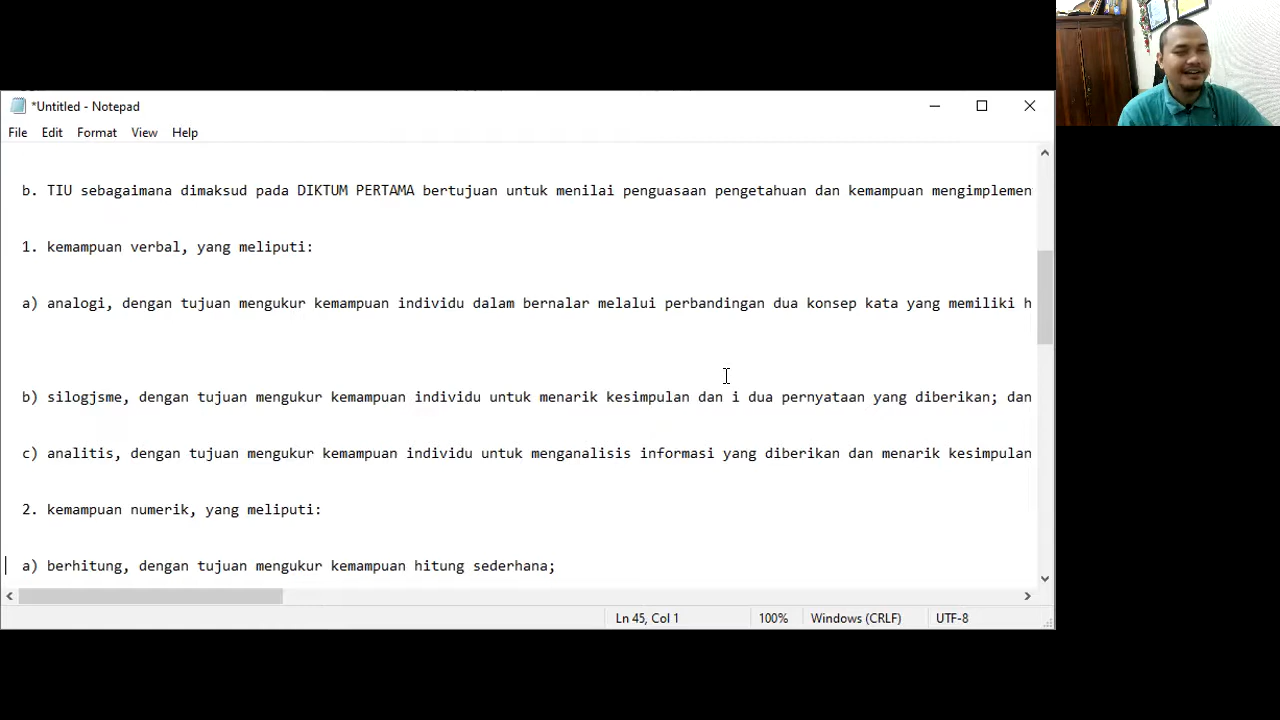 *Untitled - Notepad
File Edit Format View Help
b. TIU sebagaimana dimaksud pada DIKTUM PERTAMA bertujuan untuk menilai penguasaan pengetahuan dan kemampuan mengimplemen
1. kemampuan verbal, yang meliputi:
a) analogi, dengan tujuan mengukur kemampuan individu dalam bernalar melalui perbandingan dua konsep kata yang memiliki h
b) silogjsme, dengan tujuan mengukur kemampuan individu untuk menarik kesimpulan dan i dua pernyataan yang diberikan; dan
c) analitis, dengan tujuan mengukur kemampuan individu untuk menganalisis informasi yang diberikan dan menarik kesimpulan
2. kemampuan numerik, yang meliputi:
a) berhitung, dengan tujuan mengukur kemampuan hitung sederhana;
Ln 45, Col 1 100% Windows (CRLF) UTF-8